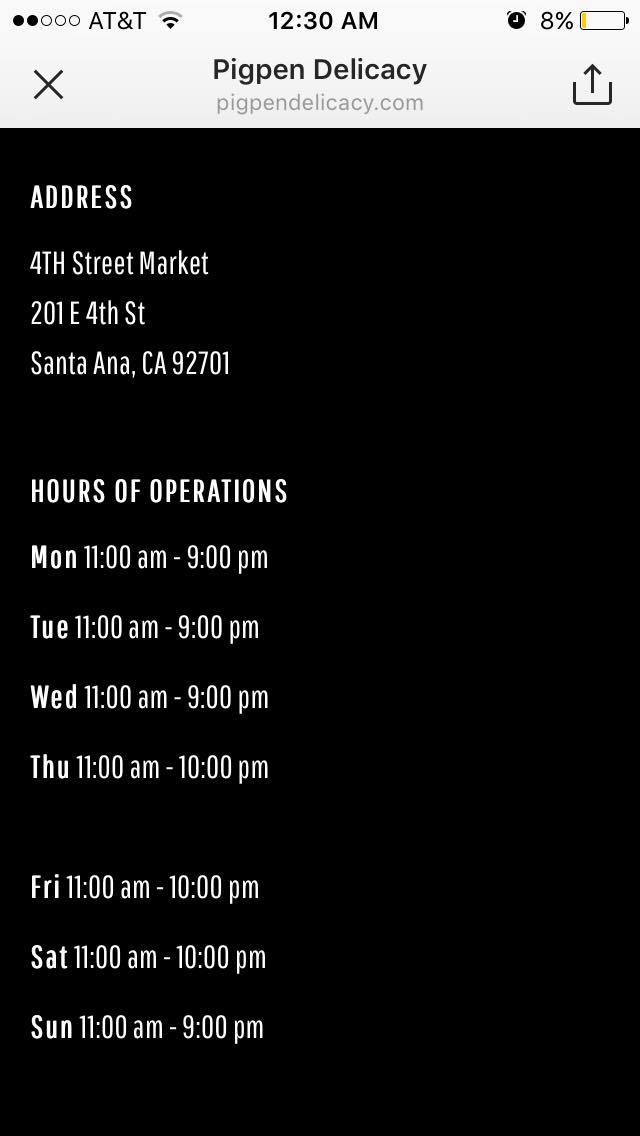 AT&T 12:30 AM 8%
Pigpen Delicacy
pigpendelicacy.com
ADDRESS
4TH Street Market
201 E 4th St
Santa Ana, CA 92701
HOURS OF OPERATIONS
Mon 11:00 am - 9:00 pm
Tue 11:00 am - 9:00 pm
Wed 11:00 am - 9:00 pm
Thu 11:00 am - 10:00 pm
Fri 11:00 am - 10:00 pm
Sat 11:00 am - 10:00 pm
Sun 11:00 am - 9:00 pm